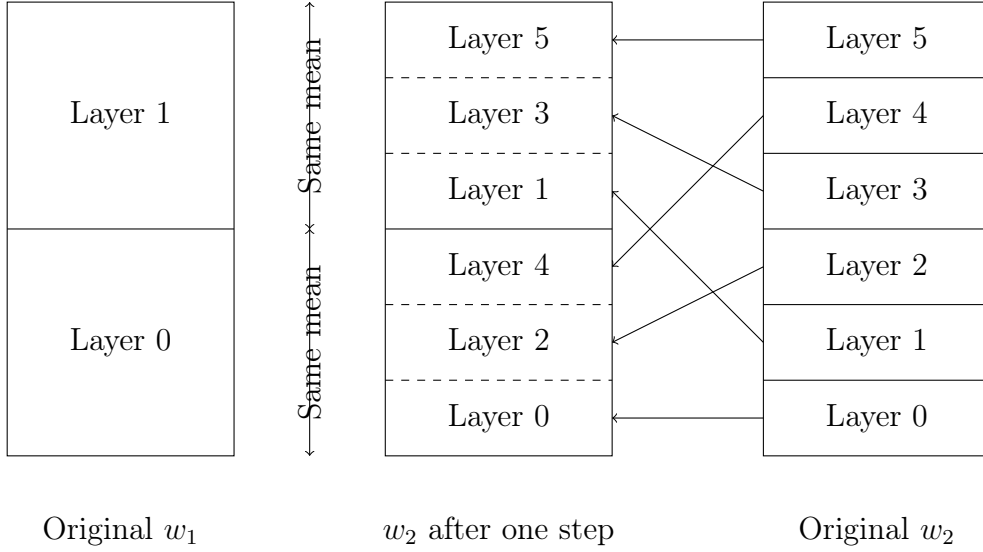 Layer 1
Layer 0
Original w₁
Same mean
Same mean
Layer 5
Layer 3
Layer 1
Layer 4
Layer 2
Layer 0
w₂ after one step
Layer 5
Layer 4
Layer 3
Layer 2
Layer 1
Layer 0
Original w₂